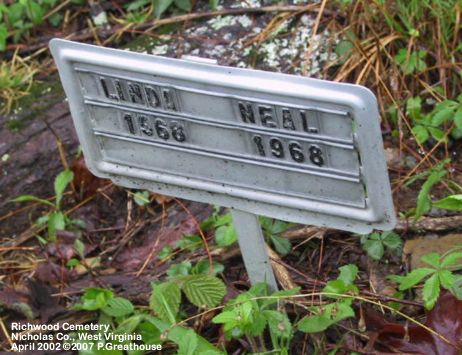 LINDA NEAL
1968 1968
Richwood Cemetery
Nicholas Co., West Virginia
April 2002 ©2007 P.Greathouse